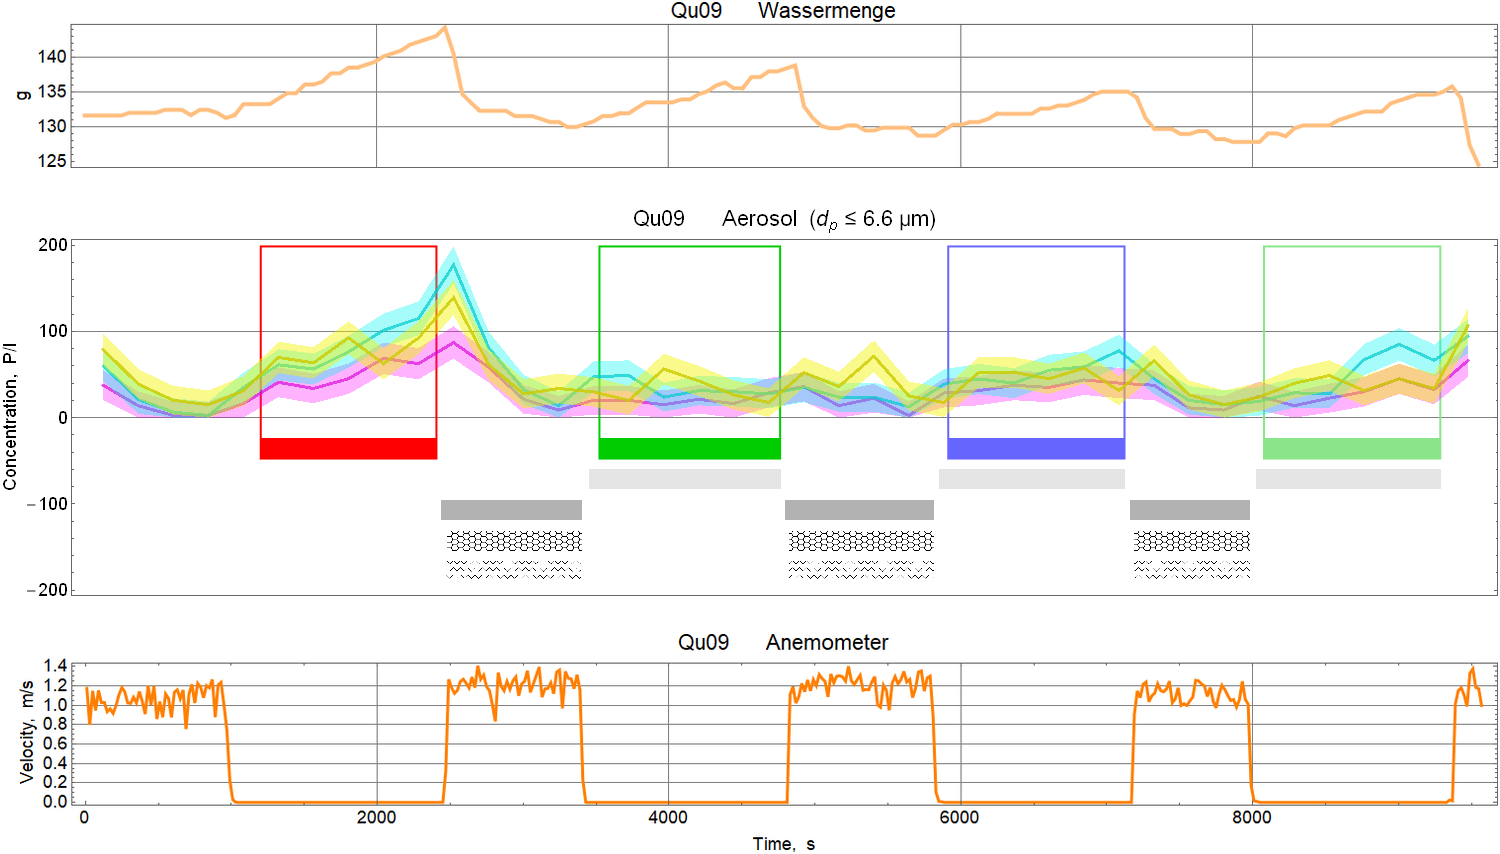 Qu09 Wassermenge
140
135
130
125
g
Qu09 Aerosol (dp ≤ 6.6 µm)
200
100
0
−100
−200
Concentration, P/l
Qu09 Anemometer
1.4
1.2
1.0
0.8
0.6
0.4
0.2
0.0
Velocity, m/s
0 2000 4000 6000 8000
Time, s